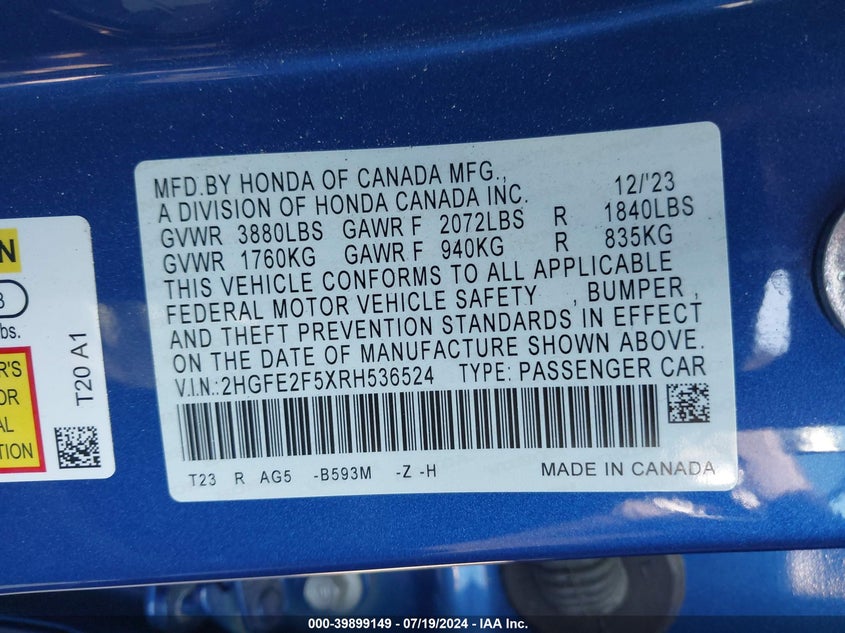 MFD.BY HONDA OF CANADA MFG., 12/'23
A DIVISION OF HONDA CANADA INC.
GVWR 3880LBS GAWR F 2072LBS R 1840LBS
GVWR 1760KG GAWR F 940KG R 835KG
THIS VEHICLE CONFORMS TO ALL APPLICABLE
FEDERAL MOTOR VEHICLE SAFETY , BUMPER ,
AND THEFT PREVENTION STANDARDS IN EFFECT
ON THE DATE OF MANUFACTURE SHOWN ABOVE.
V.I.N.:2HGFE2F5XRH536524 TYPE: PASSENGER CAR
T23 R AG5 -B593M -Z -H MADE IN CANADA
T20 A1
000-39899149 - 07/19/2024 - IAA Inc.